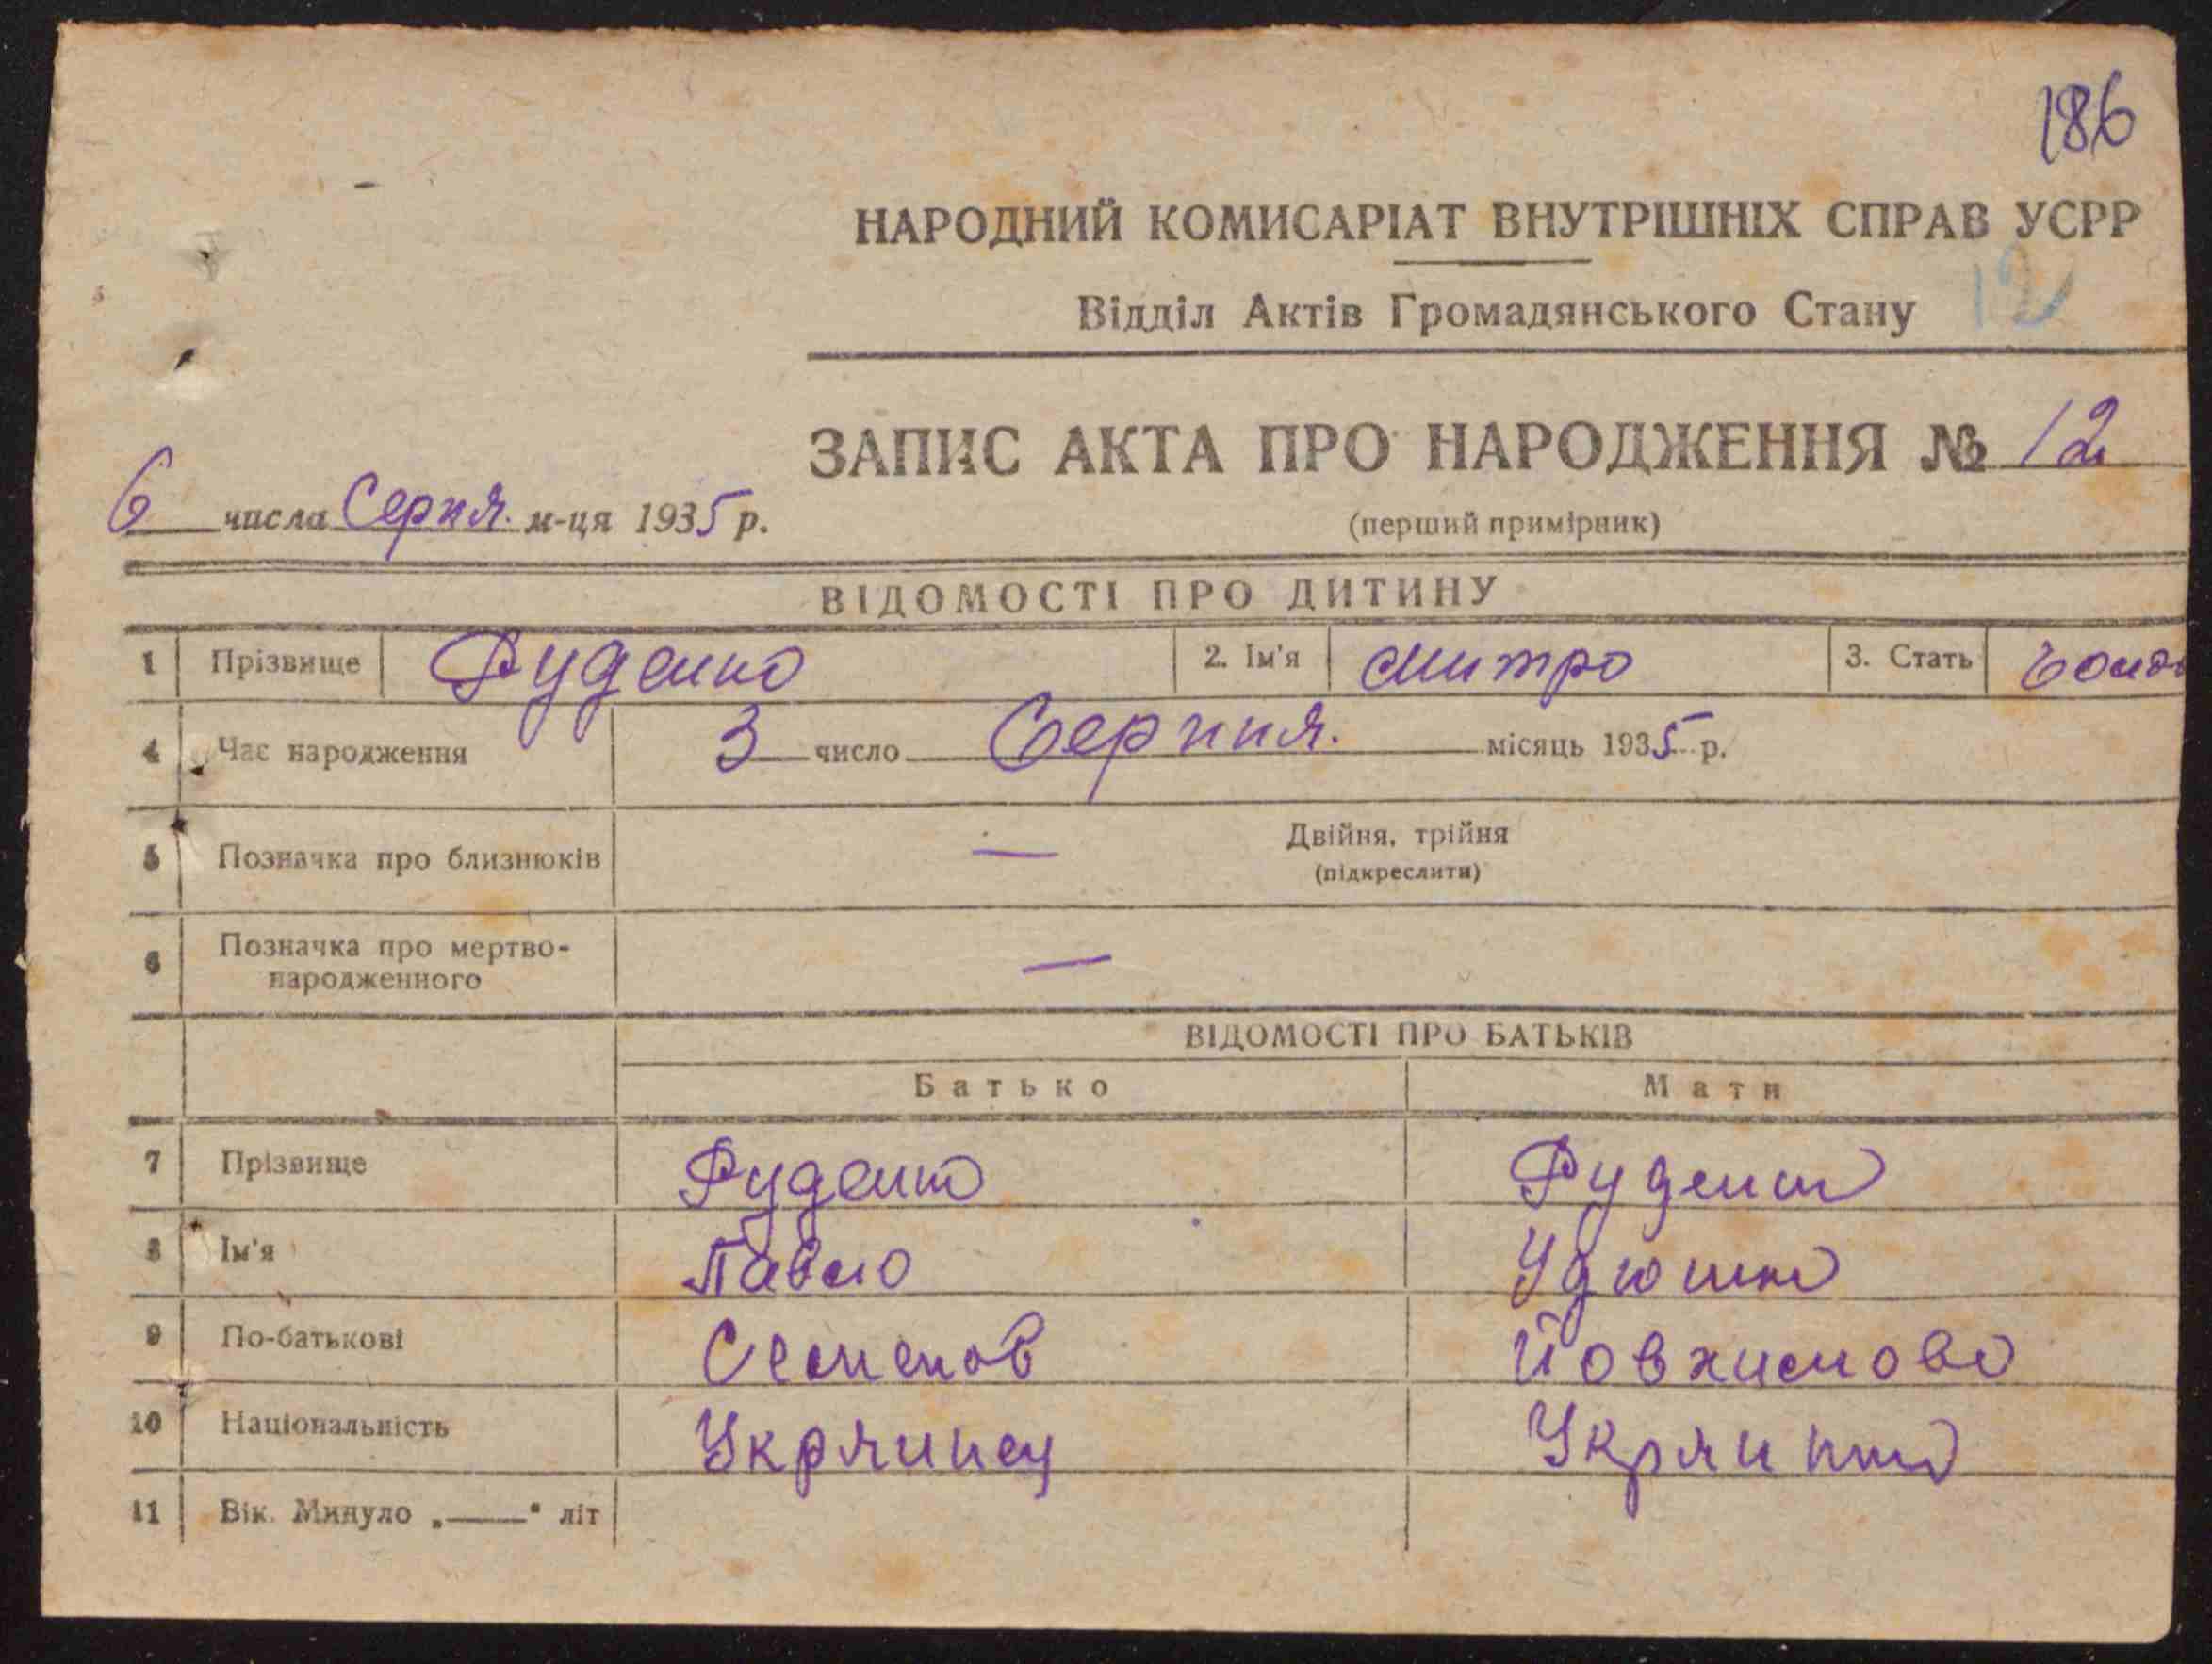 186
НАРОДНИЙ КОМИСАРІАТ ВНУТРІШНІХ СПРАВ УСРР
Відділ Актів Громадянського Стану 12
ЗАПИС АКТА ПРО НАРОДЖЕННЯ № 12
6 числа Серпня. м-ця 1935 р.
(перший примірник)
ВІДОМОСТІ ПРО ДИТИНУ
1 Прізвище Руденко 2. Ім'я Митро 3. Стать
4 Час народження 3 число Серпня. місяць 1935 р.
5 Позначка про близнюків — Двійня, трійня
(підкреслити)
6 Позначка про мертво-
народженного —
ВІДОМОСТІ ПРО БАТЬКІВ
Батько Мати
7 Прізвище Руденко Руденко
8 Ім'я Павло
9 По-батькові Семенов Йовхимова
10 Національність Укряинец
11 Вік. Минуло „——“ літ